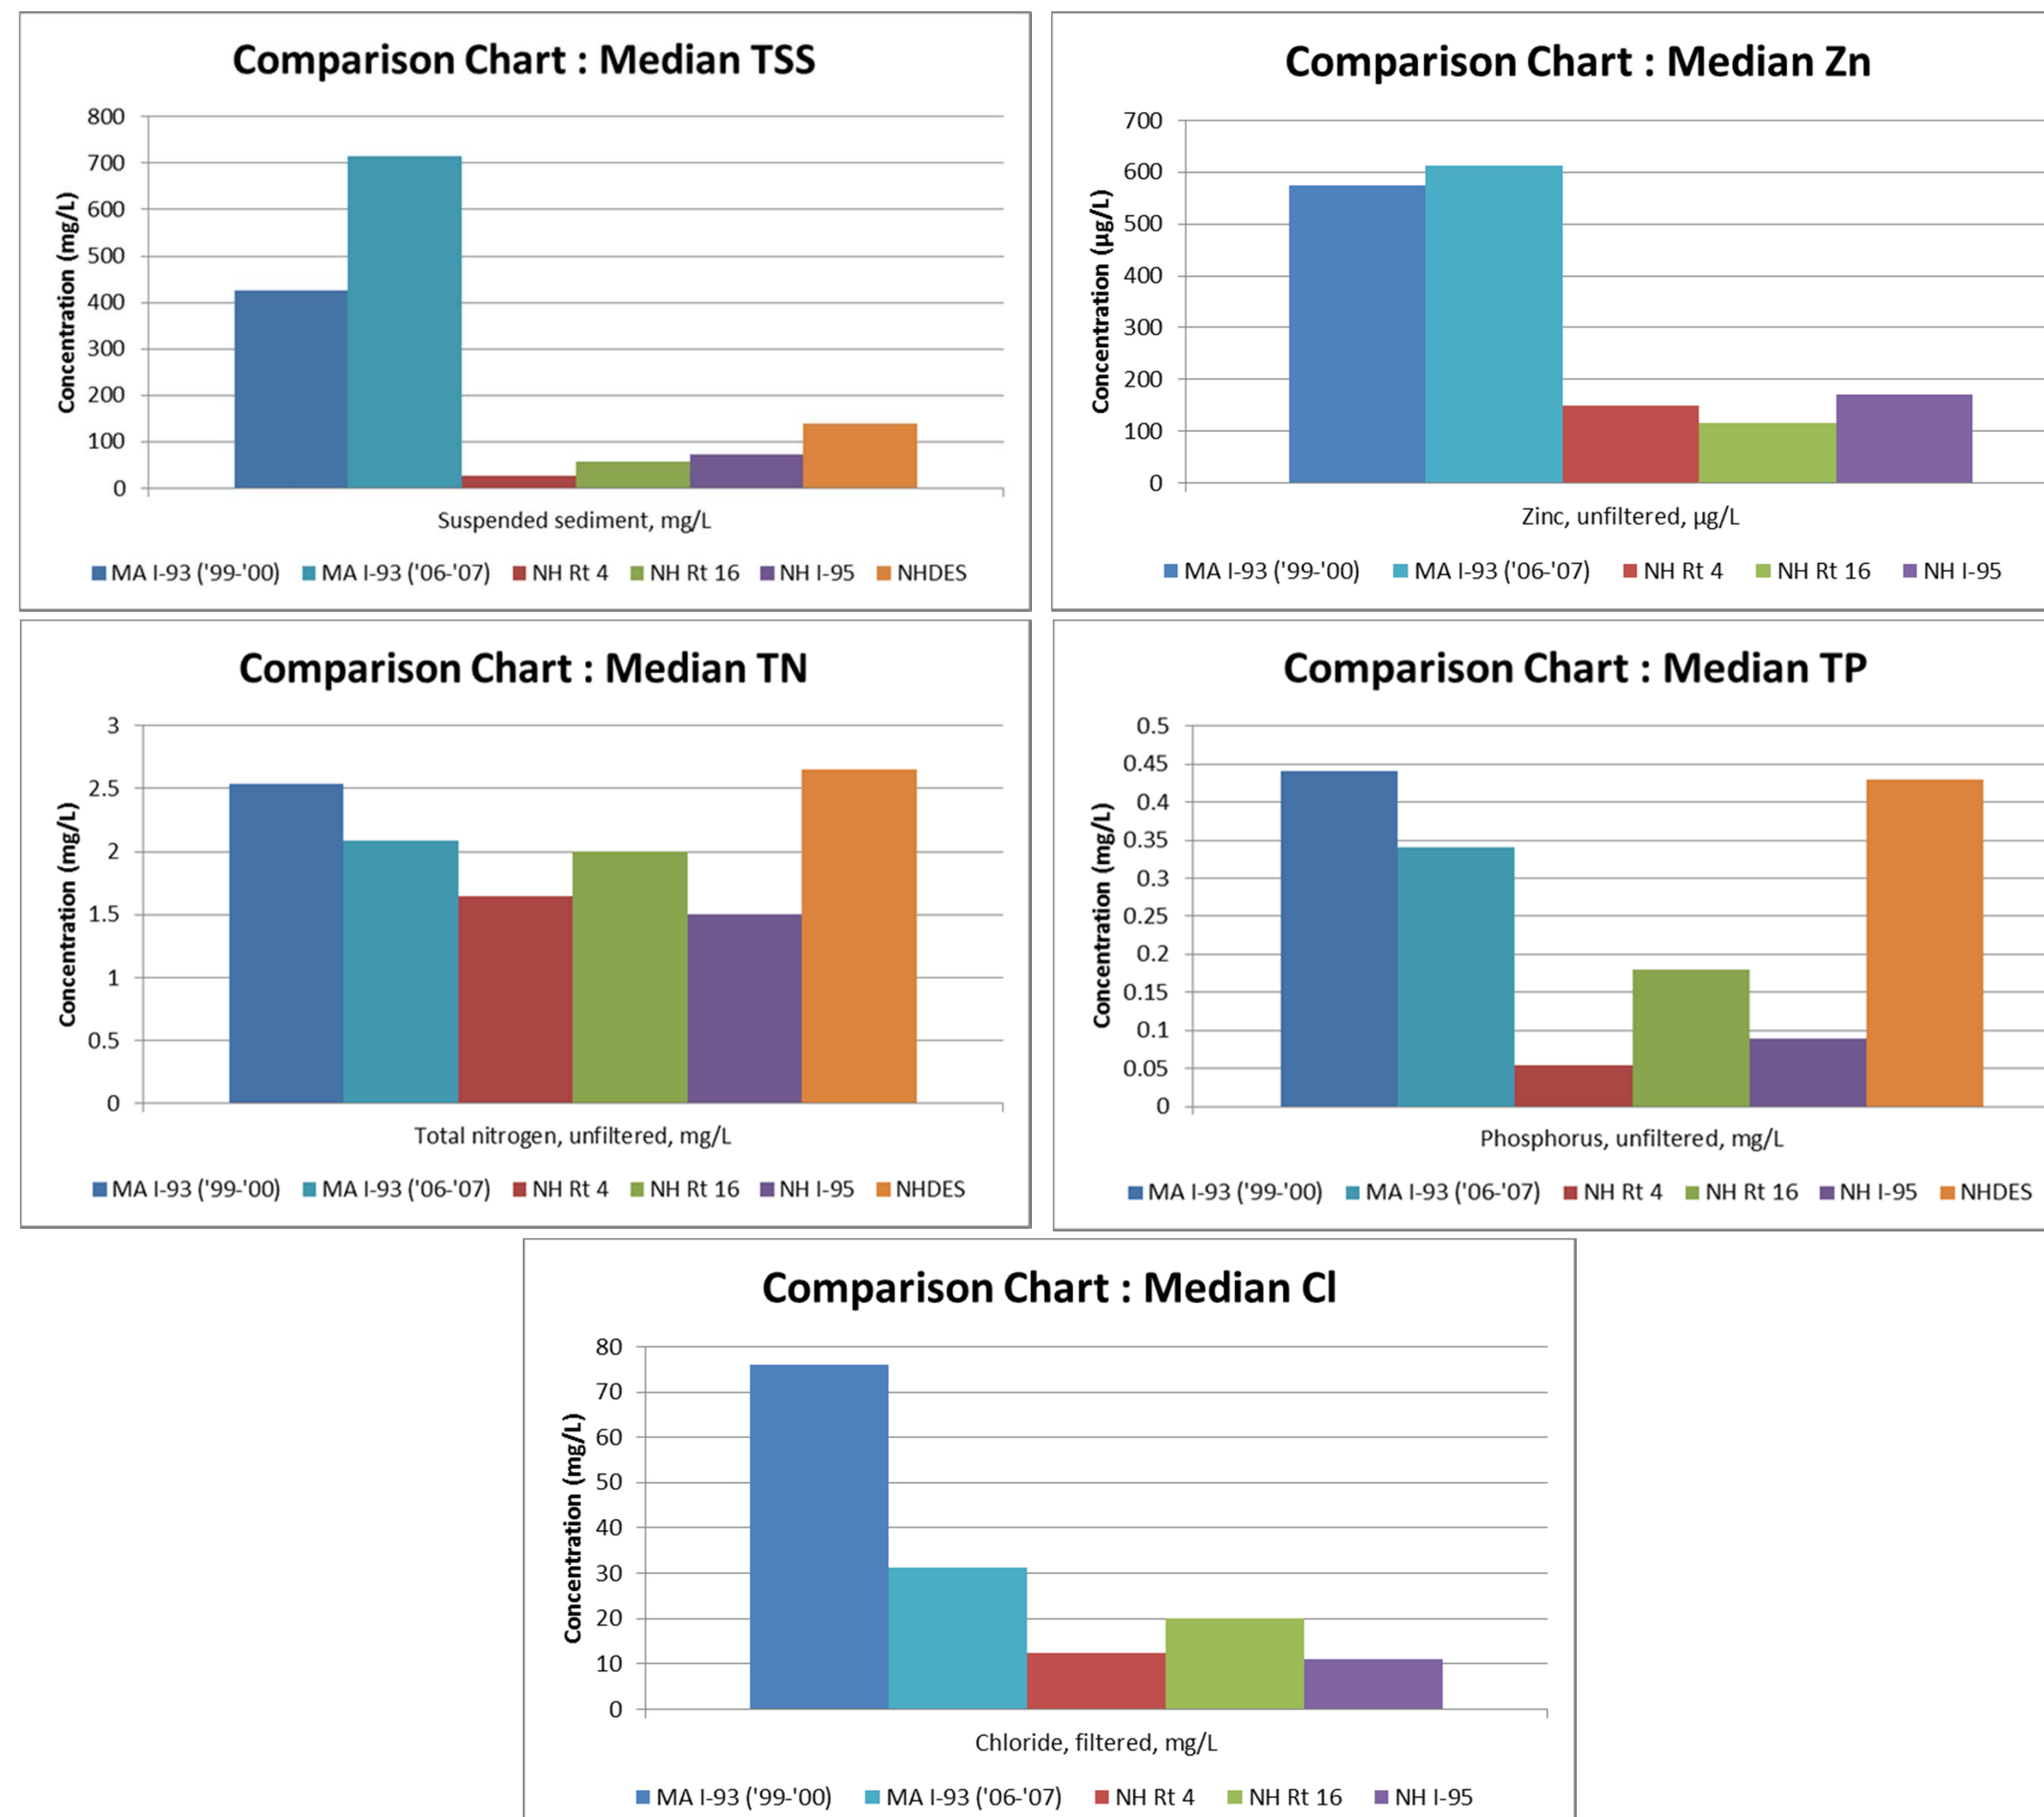 Comparison Chart : Median TSS
Concentration (mg/L)
800
700
600
500
400
300
200
100
0
Suspended sediment, mg/L
MA I-93 ('99-'00) MA I-93 ('06-'07) NH Rt 4 NH Rt 16 NH I-95 NHDES
Comparison Chart : Median Zn
Concentration (µg/L)
700
600
500
400
300
200
100
0
Zinc, unfiltered, µg/L
MA I-93 ('99-'00) MA I-93 ('06-'07) NH Rt 4 NH Rt 16 NH I-95
Comparison Chart : Median TN
Concentration (mg/L)
3
2.5
2
1.5
1
0.5
0
Total nitrogen, unfiltered, mg/L
MA I-93 ('99-'00) MA I-93 ('06-'07) NH Rt 4 NH Rt 16 NH I-95 NHDES
Comparison Chart : Median TP
Concentration (mg/L)
0.5
0.45
0.4
0.35
0.3
0.25
0.2
0.15
0.1
0.05
0
Phosphorus, unfiltered, mg/L
MA I-93 ('99-'00) MA I-93 ('06-'07) NH Rt 4 NH Rt 16 NH I-95 NHDES
Comparison Chart : Median Cl
Concentration (mg/L)
80
70
60
50
40
30
20
10
0
Chloride, filtered, mg/L
MA I-93 ('99-'00) MA I-93 ('06-'07) NH Rt 4 NH Rt 16 NH I-95